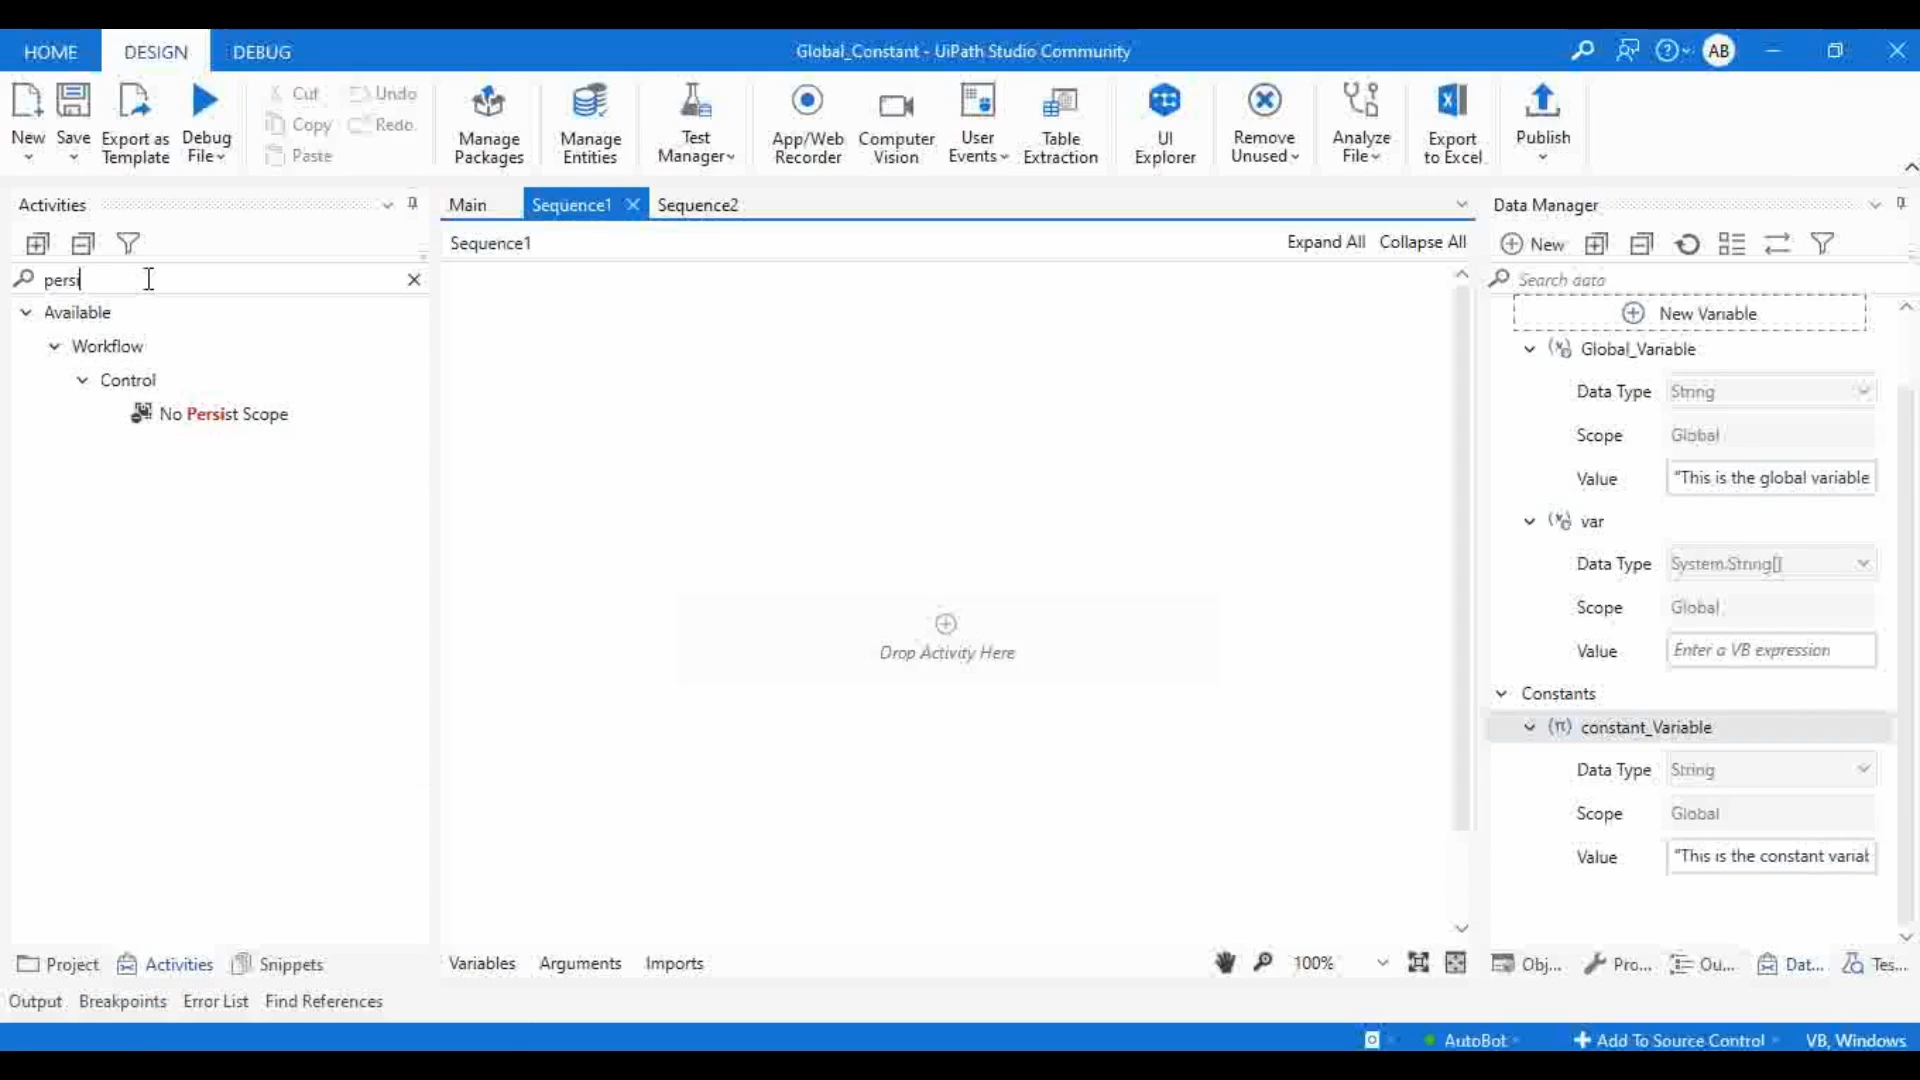 HOME DESIGN DEBUG Global_Constant - UiPath Studio Community AB
New Save Export as Template Debug File Cut Copy Paste Undo Redo Manage Packages Manage Entities Test Manager App/Web Recorder Computer Vision User Events Table Extraction UI Explorer Remove Unused Analyze File Export to Excel Publish
Activities
persi
Available
Workflow
Control
No Persist Scope
Project Activities Snippets
Main Sequence1 Sequence2
Sequence1 Expand All Collapse All
Drop Activity Here
Variables Arguments Imports 100%
Data Manager
New
Search data
New Variable
Global_Variable
Data Type String
Scope Global
Value "This is the global variable
var
Data Type System.String[]
Scope Global
Value Enter a VB expression
Constants
(π) constant_Variable
Data Type String
Scope Global
Value "This is the constant variat
Obj... Pro... Ou... Dat... Tes...
Output Breakpoints Error List Find References
AutoBot Add To Source Control VB, Windows